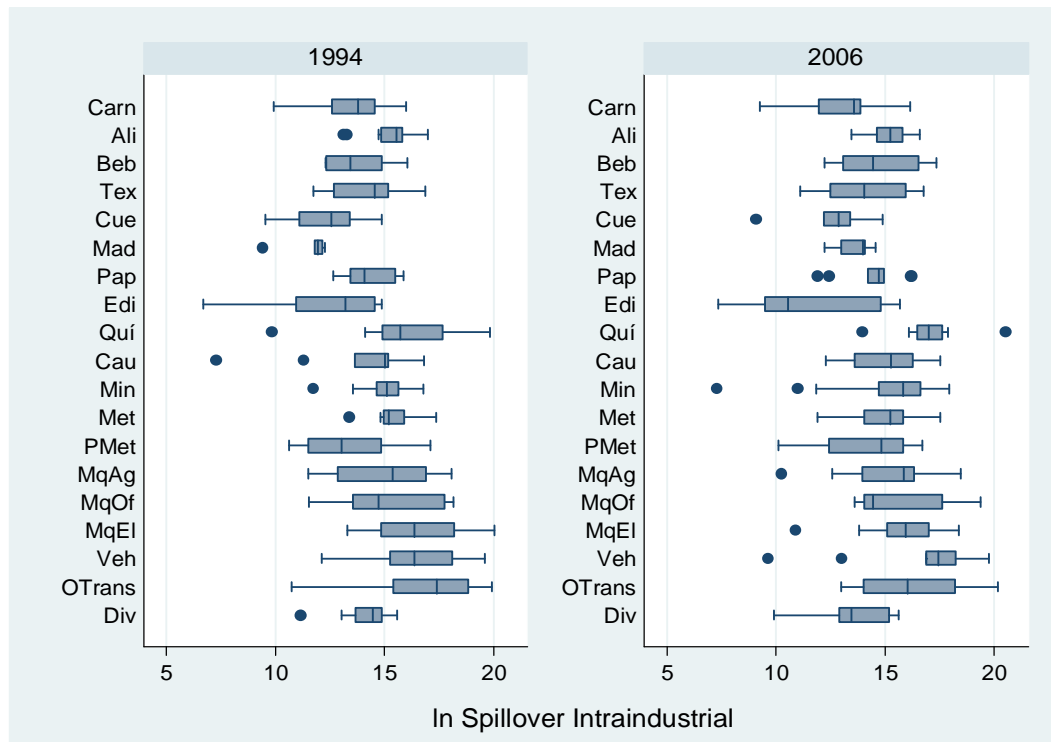 1994
Carn
Ali
Beb
Tex
Cue
Mad
Pap
Edi
Quí
Cau
Min
Met
PMet
MqAg
MqOf
MqEl
Veh
OTrans
Div
5 10 15 20
2006
Carn
Ali
Beb
Tex
Cue
Mad
Pap
Edi
Quí
Cau
Min
Met
PMet
MqAg
MqOf
MqEl
Veh
OTrans
Div
5 10 15 20
ln Spillover Intraindustrial